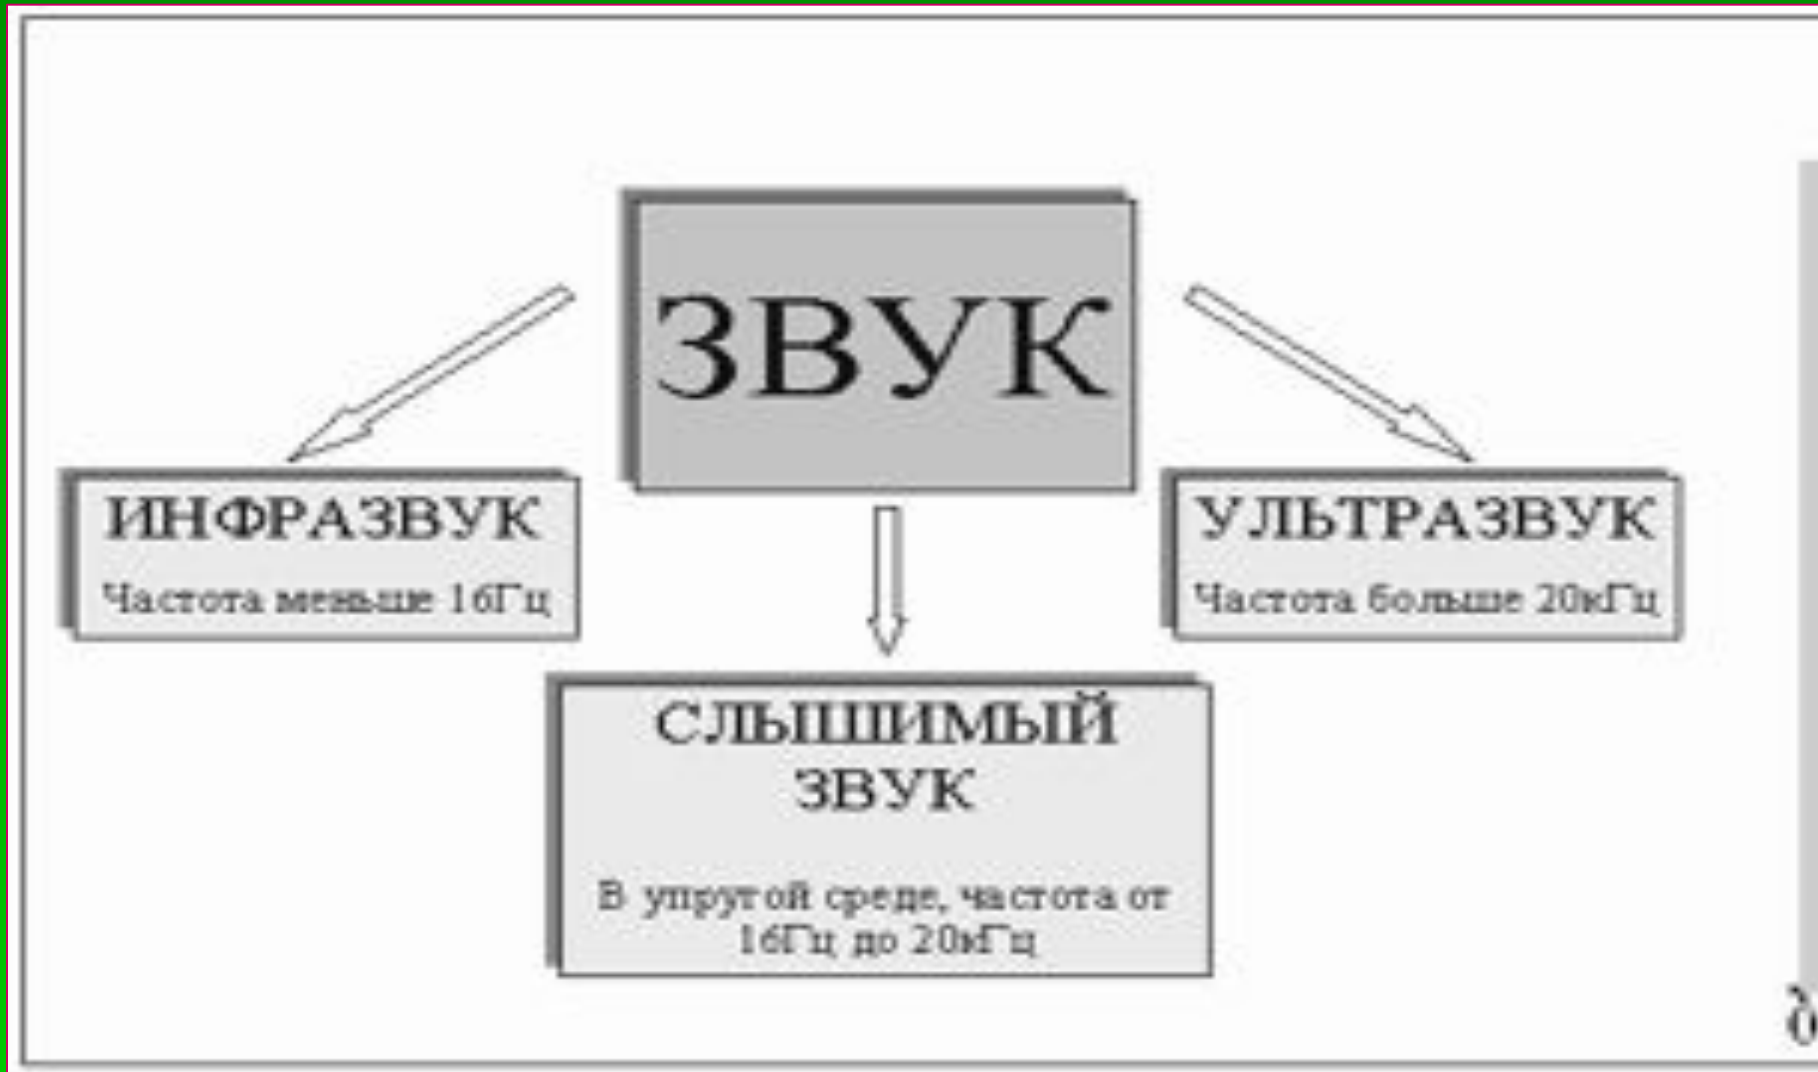 ЗВУК
ИНФРАЗВУК
Частота меньше 16Гц
УЛЬТРАЗВУК
Частота больше 20кГц
СЛЫШИМЫЙ
ЗВУК
В упругой среде, частота от
16Гц до 20кГц